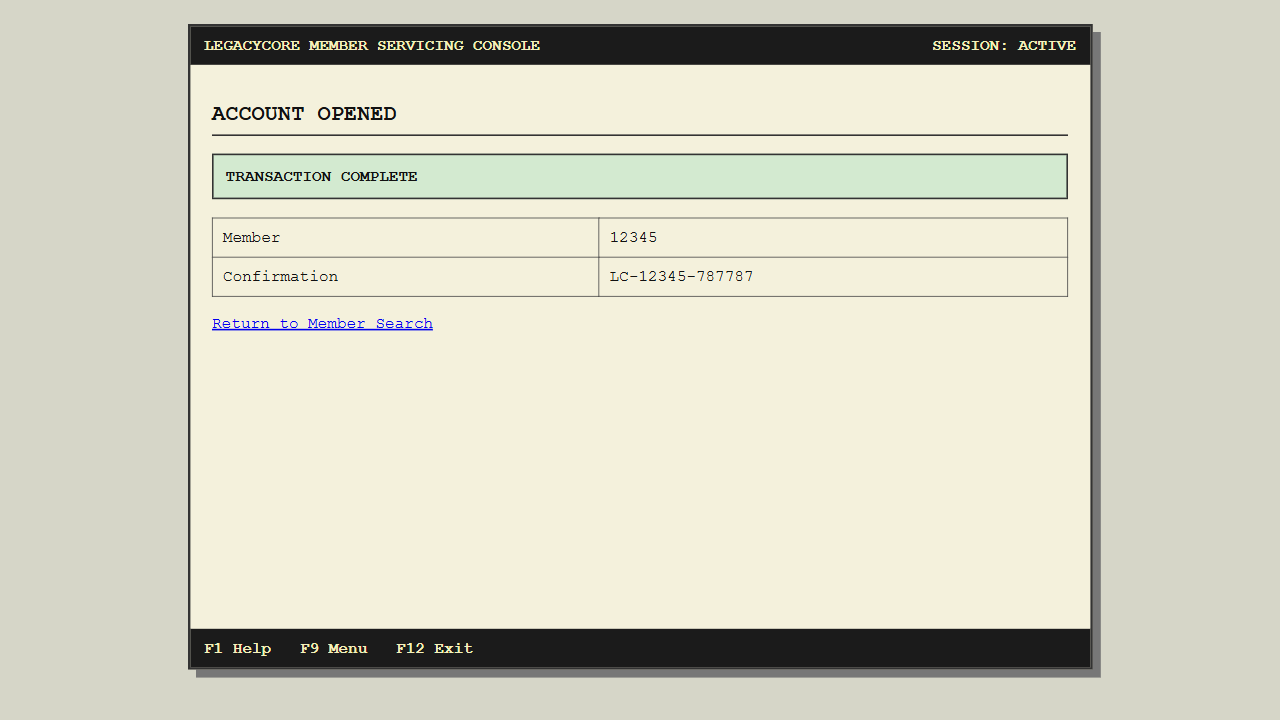 LEGACYCORE MEMBER SERVICING CONSOLE SESSION: ACTIVE
ACCOUNT OPENED
TRANSACTION COMPLETE
Member 12345
Confirmation LC-12345-787787
Return to Member Search
F1 Help F9 Menu F12 Exit